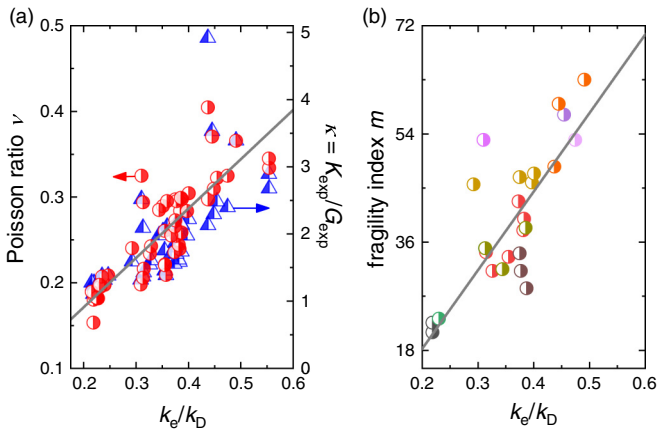 (a)
0.5
0.4
0.3
0.2
0.1
Poisson ratio ν
0.2 0.3 0.4 0.5 0.6
kₑ/k_D
5
4
3
2
1
0
κ = K_exp/G_exp
(b)
72
54
36
18
fragility index m
0.2 0.3 0.4 0.5 0.6
kₑ/k_D